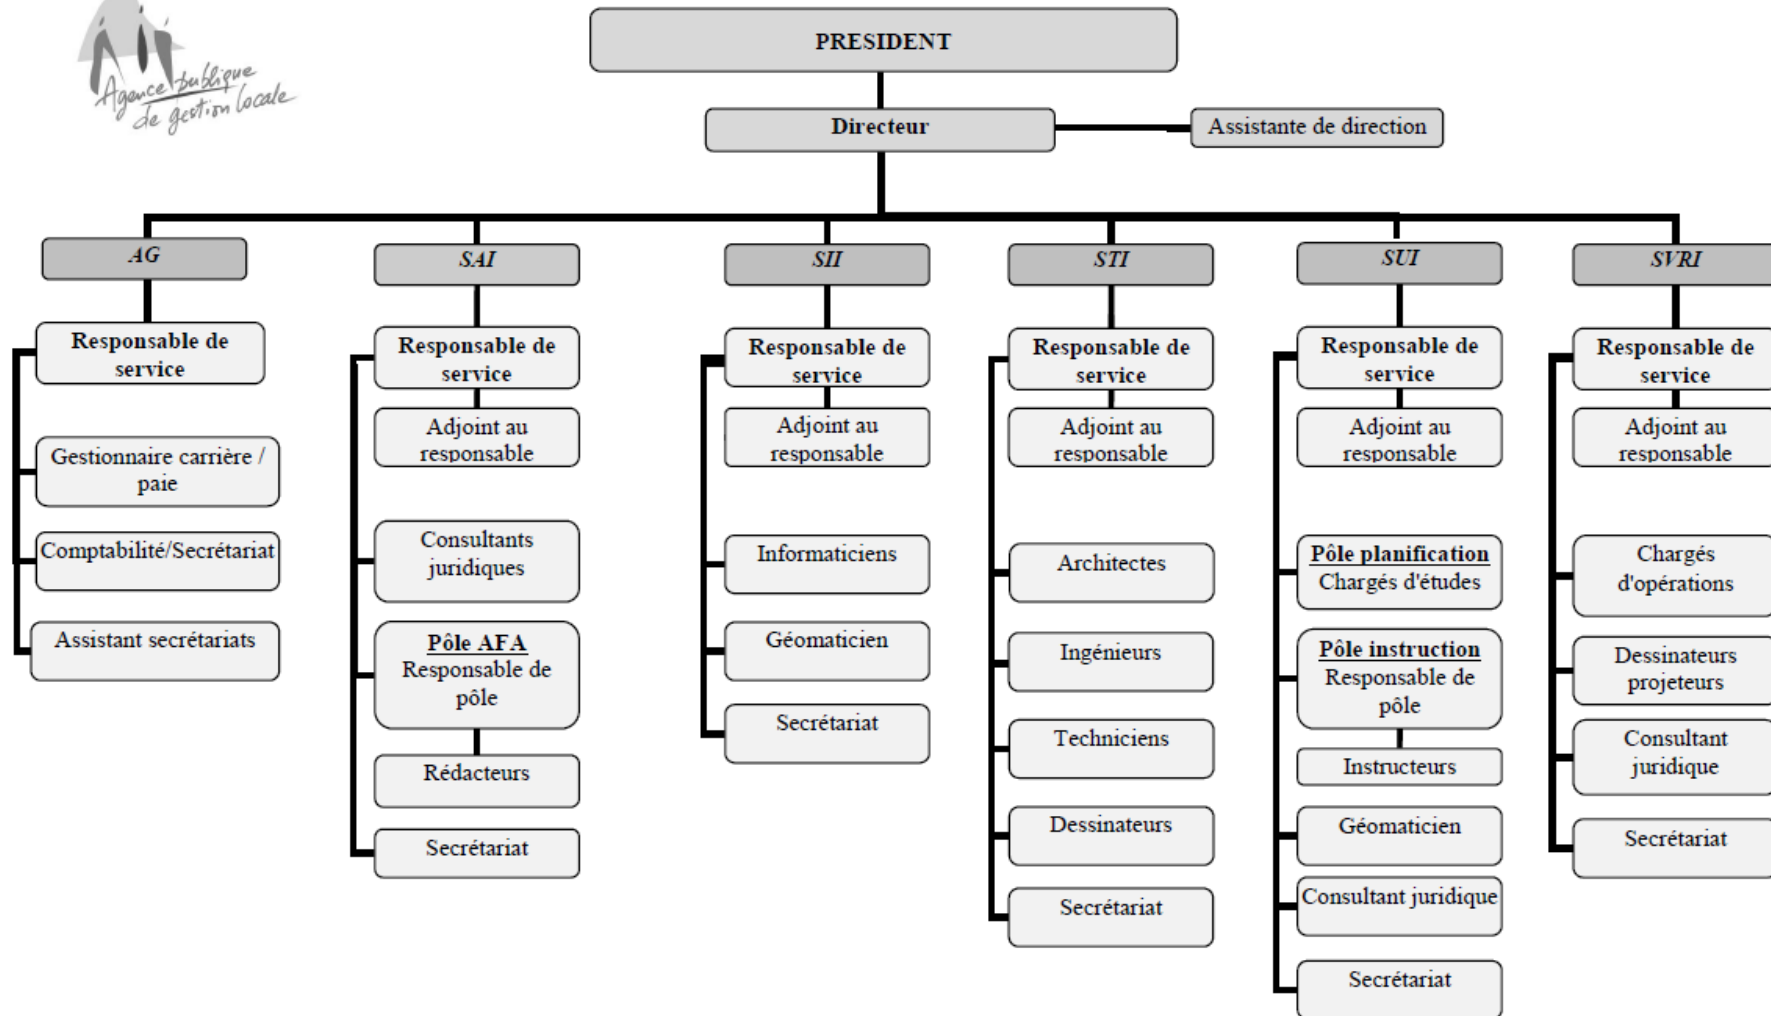 Agence publique
de gestion locale
PRESIDENT
Directeur
Assistante de direction
AG
Responsable de
service
Gestionnaire carrière /
paie
Comptabilité/Secrétariat
Assistant secrétariats
SAI
Responsable de
service
Adjoint au
responsable
Consultants
juridiques
Pôle AFA
Responsable de
pôle
Rédacteurs
Secrétariat
SII
Responsable de
service
Adjoint au
responsable
Informaticiens
Géomaticien
Secrétariat
STI
Responsable de
service
Adjoint au
responsable
Architectes
Ingénieurs
Techniciens
Dessinateurs
Secrétariat
SUI
Responsable de
service
Adjoint au
responsable
Pôle planification
Chargés d'études
Pôle instruction
Responsable de
pôle
Instructeurs
Géomaticien
Consultant juridique
Secrétariat
SVRI
Responsable de
service
Adjoint au
responsable
Chargés
d'opérations
Dessinateurs
projeteurs
Consultant
juridique
Secrétariat